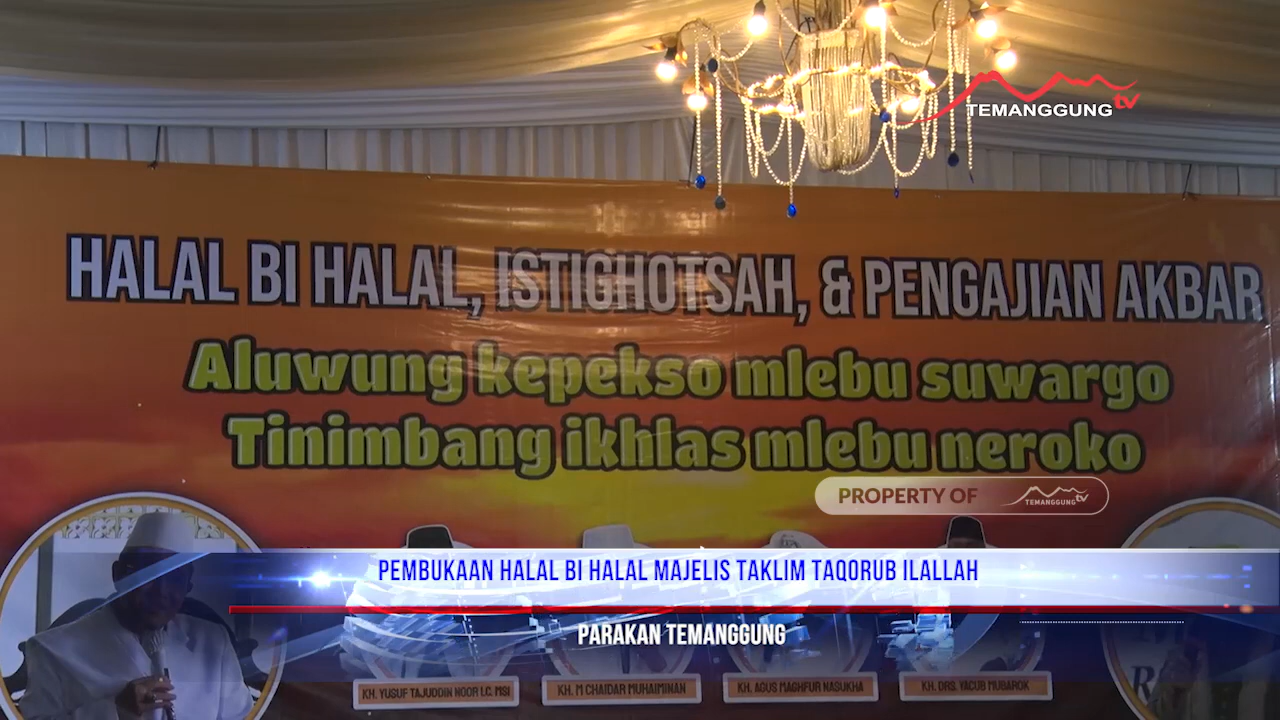 TEMANGGUNG tv
HALAL BI HALAL, ISTIGHOTSAH, & PENGAJIAN AKBAR
Aluwung kepekso mlebu suwargo
Tinimbang ikhlas mlebu neroko
PROPERTY OF TEMANGGUNG tv
PEMBUKAAN HALAL BI HALAL MAJELIS TAKLIM TAQORUB ILALLAH
PARAKAN TEMANGGUNG
KH. YUSUF TAJUDDIN NOOR LC. MSI
KH. M CHAIDAR MUHAIMINAN
KH. AGUS MAGHFUR NASUKHA
KH. DRS. YACUB MUBAROK